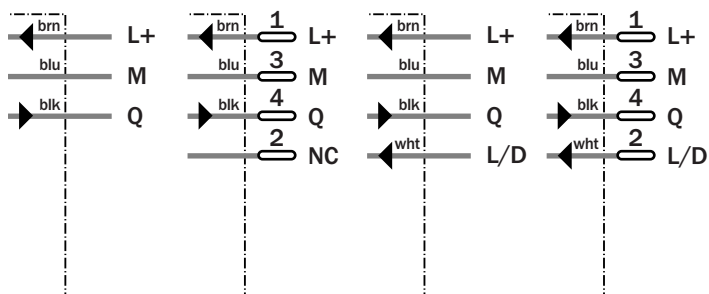 brn L+
blu M
blk Q
brn 1 L+
blu 3 M
blk 4 Q
2 NC
brn L+
blu M
blk Q
wht L/D
brn 1 L+
blu 3 M
blk 4 Q
wht 2 L/D